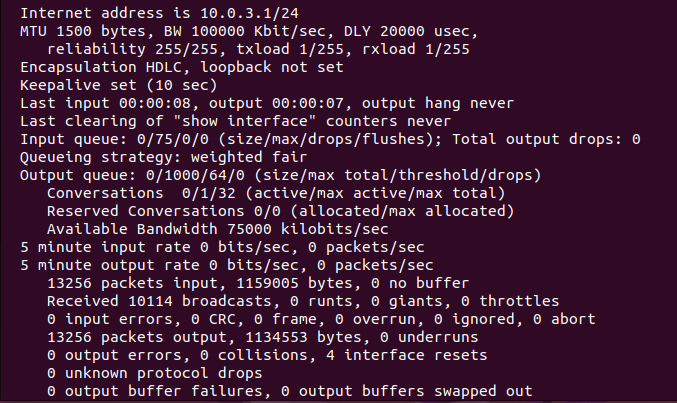 Internet address is 10.0.3.1/24
MTU 1500 bytes, BW 100000 Kbit/sec, DLY 20000 usec,
reliability 255/255, txload 1/255, rxload 1/255
Encapsulation HDLC, loopback not set
Keepalive set (10 sec)
Last input 00:00:08, output 00:00:07, output hang never
Last clearing of "show interface" counters never
Input queue: 0/75/0/0 (size/max/drops/flushes); Total output drops: 0
Queueing strategy: weighted fair
Output queue: 0/1000/64/0 (size/max total/threshold/drops)
Conversations  0/1/32 (active/max active/max total)
Reserved Conversations 0/0 (allocated/max allocated)
Available Bandwidth 75000 kilobits/sec
5 minute input rate 0 bits/sec, 0 packets/sec
5 minute output rate 0 bits/sec, 0 packets/sec
13256 packets input, 1159005 bytes, 0 no buffer
Received 10114 broadcasts, 0 runts, 0 giants, 0 throttles
0 input errors, 0 CRC, 0 frame, 0 overrun, 0 ignored, 0 abort
13256 packets output, 1134553 bytes, 0 underruns
0 output errors, 0 collisions, 4 interface resets
0 unknown protocol drops
0 output buffer failures, 0 output buffers swapped out